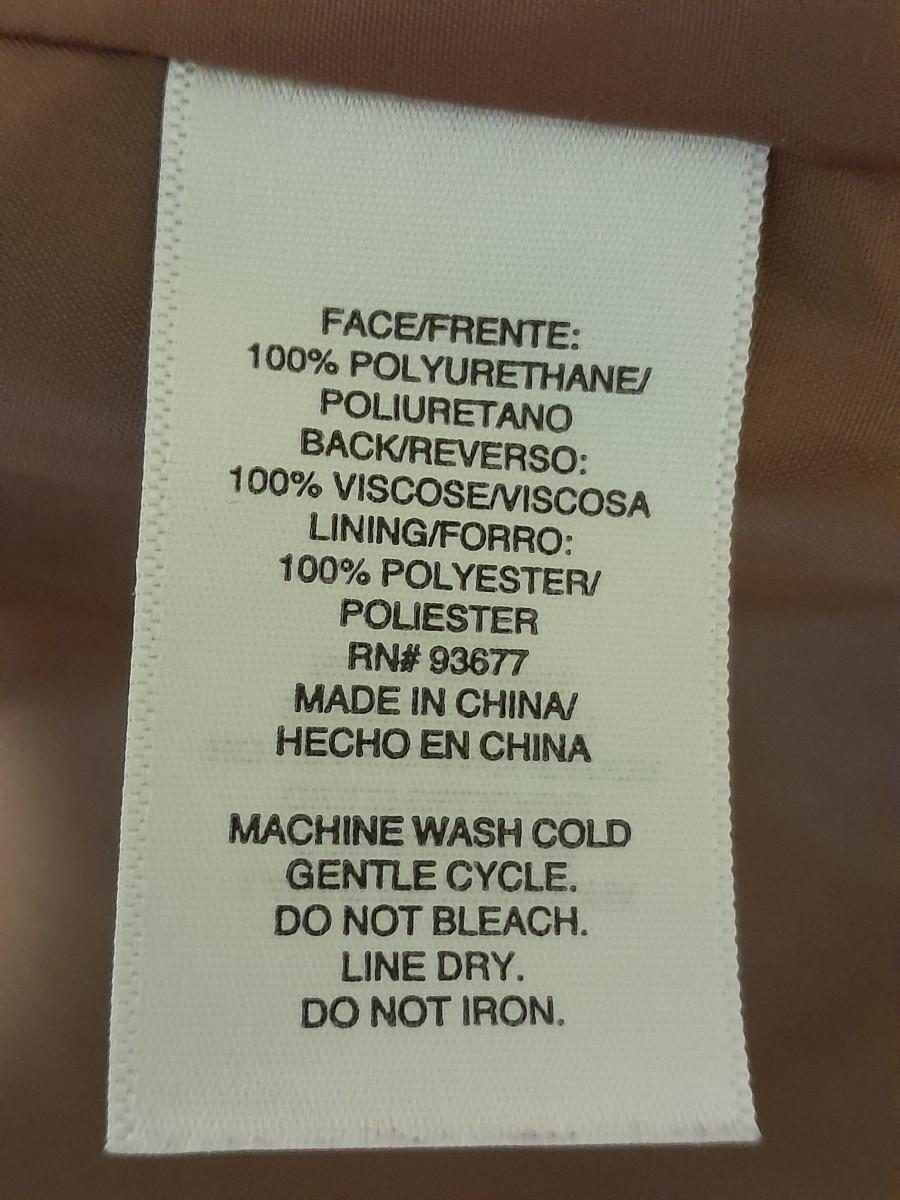 FACE/FRENTE:
100% POLYURETHANE/
POLIURETANO
BACK/REVERSO:
100% VISCOSE/VISCOSA
LINING/FORRO:
100% POLYESTER/
POLIESTER
RN# 93677
MADE IN CHINA/
HECHO EN CHINA
MACHINE WASH COLD
GENTLE CYCLE.
DO NOT BLEACH.
LINE DRY.
DO NOT IRON.